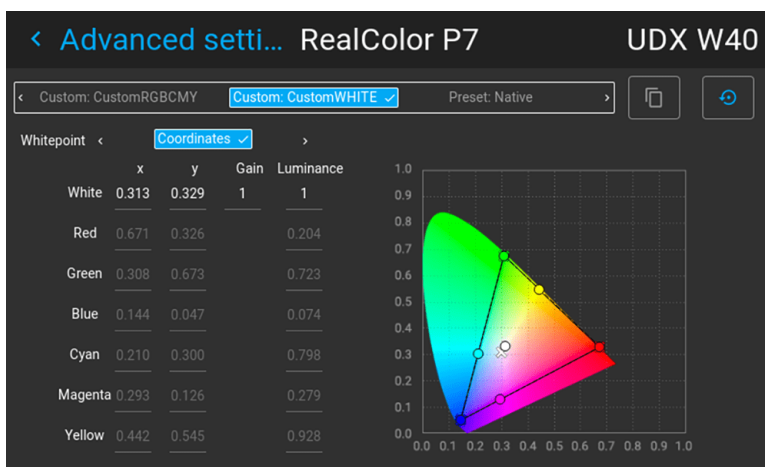 ‹ Advanced setti... RealColor P7 UDX W40
‹ Custom: CustomRGBCMY Custom: CustomWHITE ✓ Preset: Native ›
Whitepoint ‹ Coordinates ✓ ›
x y Gain Luminance
White 0.313 0.329 1 1
Red 0.671 0.326 0.204
Green 0.308 0.673 0.723
Blue 0.144 0.047 0.074
Cyan 0.210 0.300 0.798
Magenta 0.293 0.126 0.279
Yellow 0.442 0.545 0.928
1.0
0.9
0.8
0.7
0.6
0.5
0.4
0.3
0.2
0.1
0.0
0.0 0.1 0.2 0.3 0.4 0.5 0.6 0.7 0.8 0.9 1.0